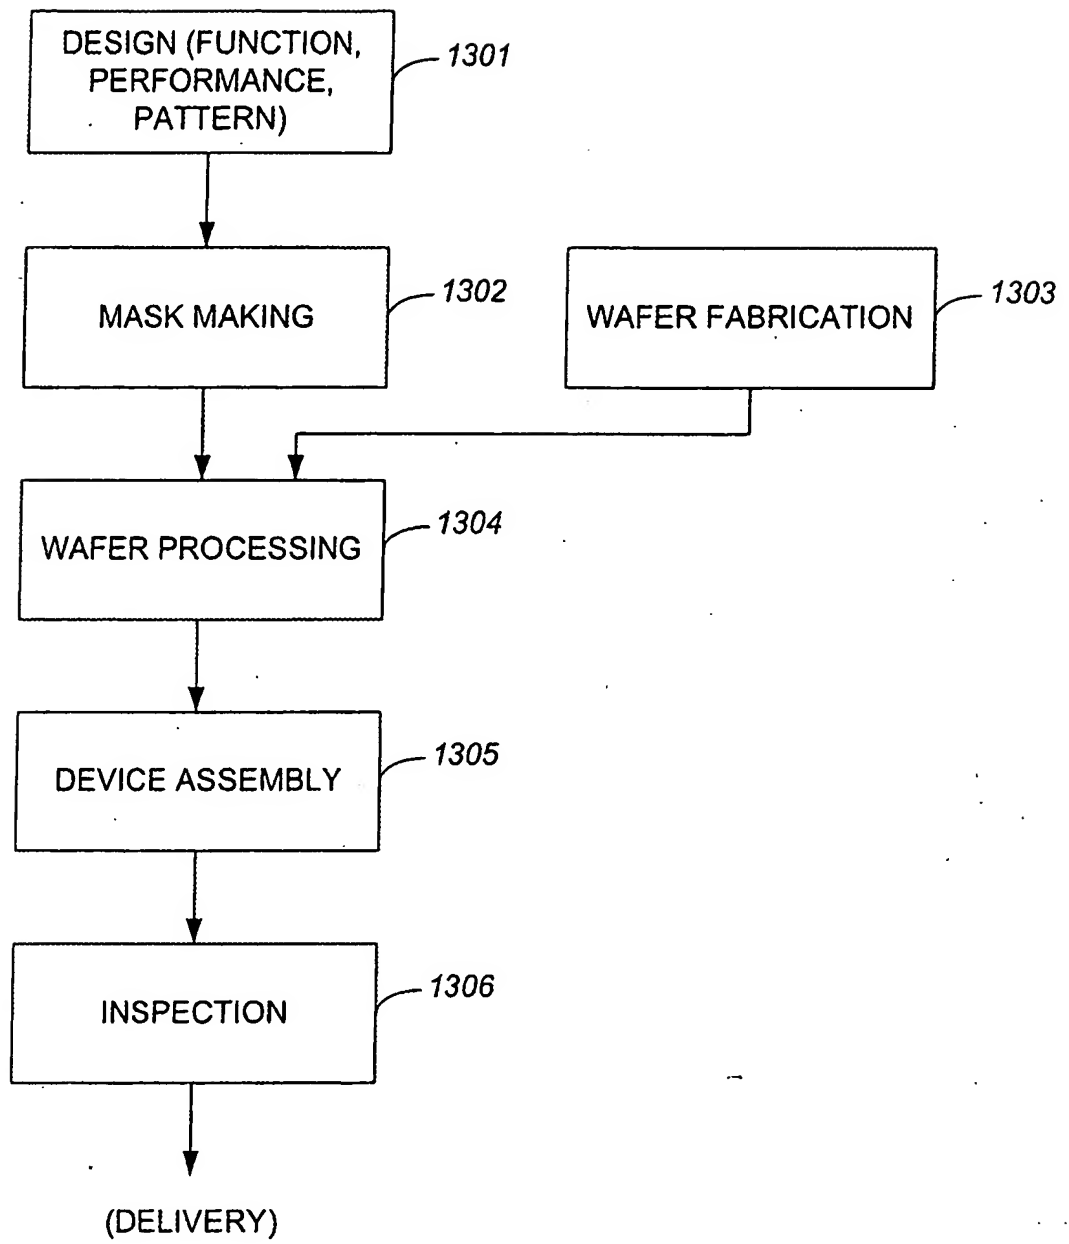 DESIGN (FUNCTION,
PERFORMANCE,
PATTERN)
1301
MASK MAKING
1302
WAFER FABRICATION
1303
WAFER PROCESSING
1304
DEVICE ASSEMBLY
1305
INSPECTION
1306
(DELIVERY)